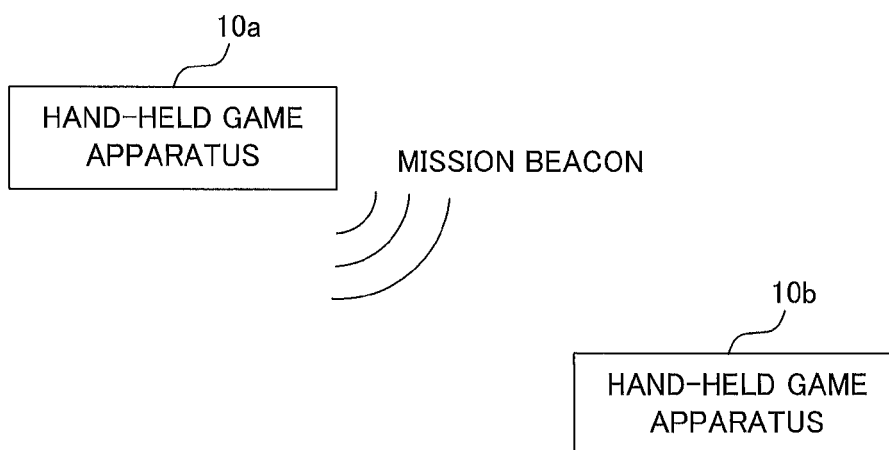 10a
HAND-HELD GAME
APPARATUS
MISSION BEACON
10b
HAND-HELD GAME
APPARATUS